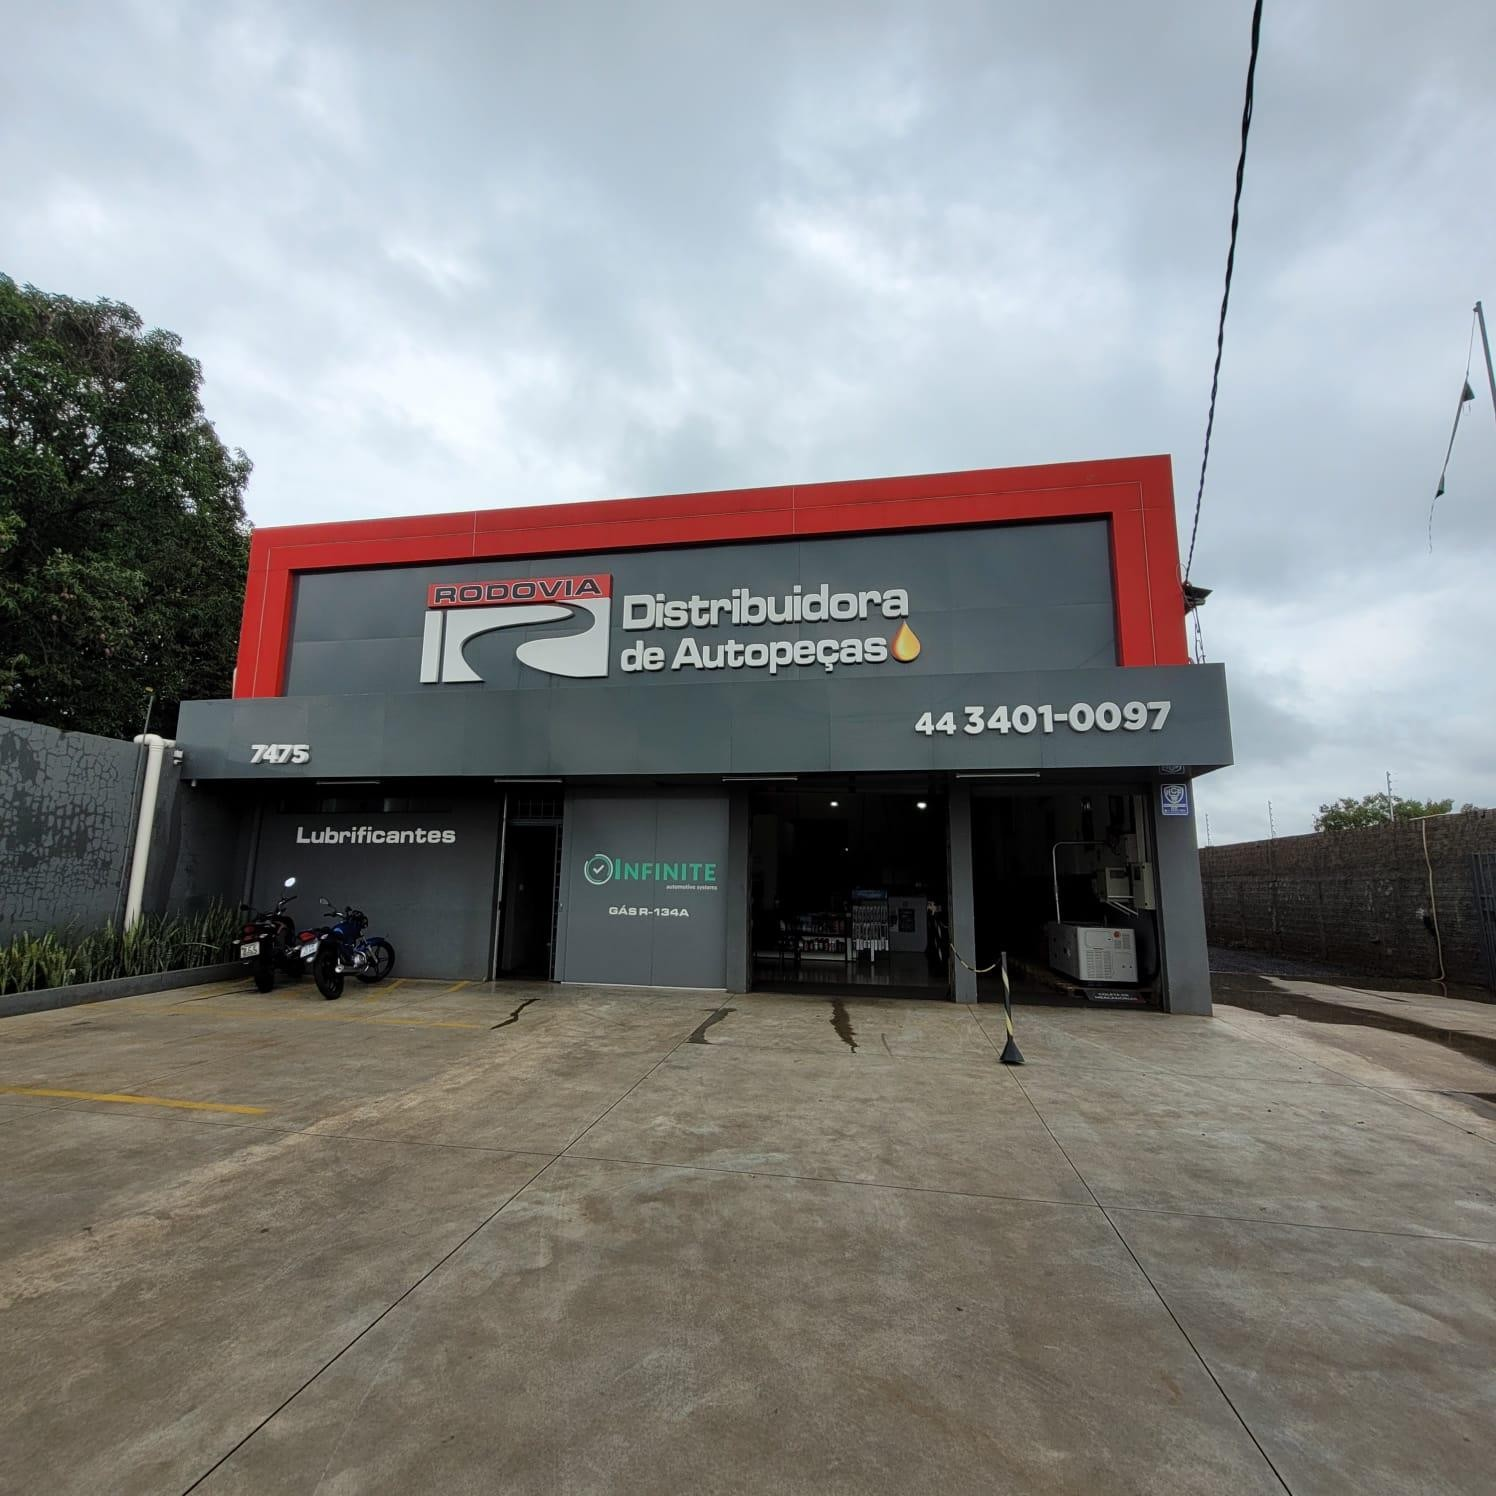 RODOVIA
Distribuidora
de Autopeças
44 3401-0097
7475
Lubrificantes
INFINITE
automotive systems
GÁS R-134A